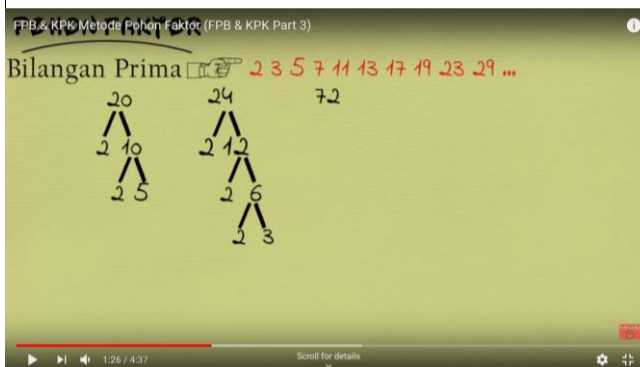 FPB & KPK Metode Pohon Faktor (FPB & KPK Part 3)
POHON FAKTOR
Bilangan Prima 2 3 5 7 11 13 17 19 23 29 ...
20 24 72
2 10 2 12
2 5 2 6
2 3
1:26 / 4:37
Scroll for details